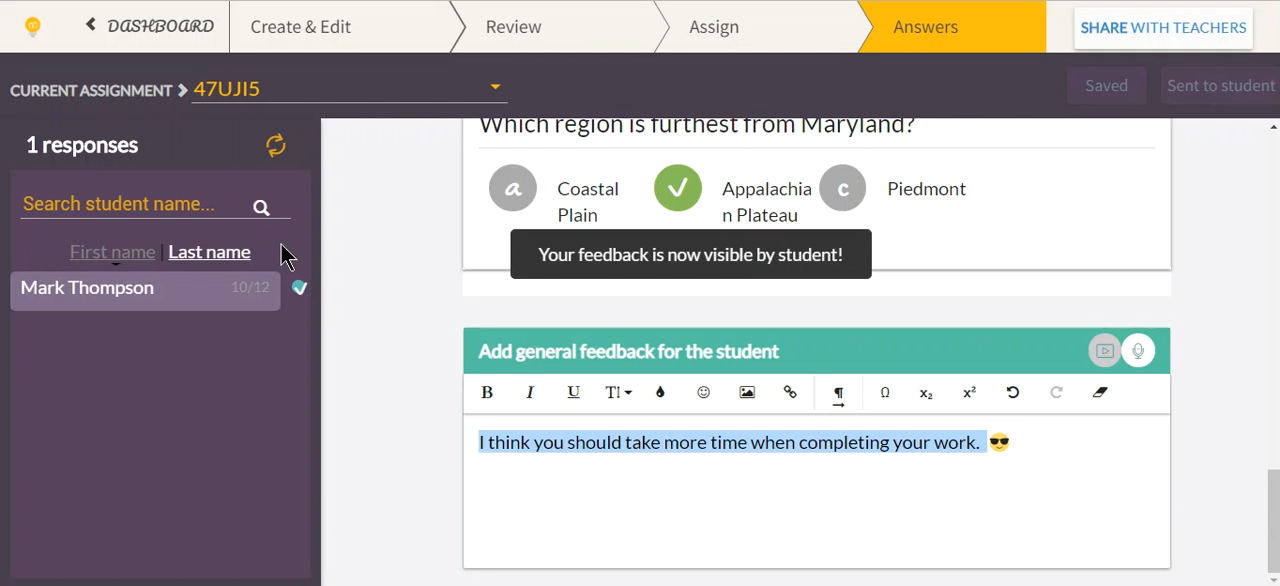 DASHBOARD
Create & Edit
Review
Assign
Answers
SHARE WITH TEACHERS
CURRENT ASSIGNMENT
47UJI5
Saved
Sent to student
1 responses
Search student name...
First name | Last name
Mark Thompson 10/12
Which region is furthest from Maryland?
a
Coastal
Plain
Appalachia
n Plateau
c
Piedmont
Your feedback is now visible by student!
Add general feedback for the student
B I U TI Ω x₂ x²
I think you should take more time when completing your work. 😎